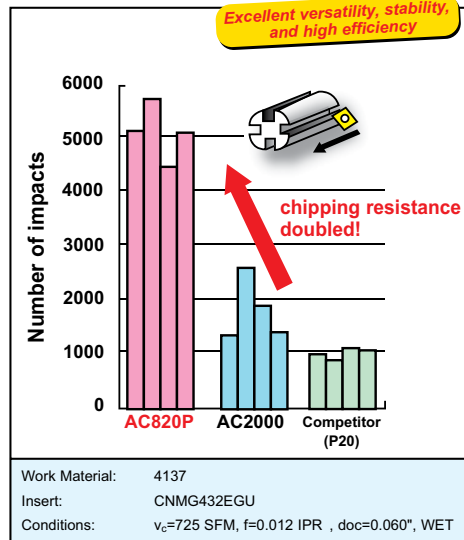 Excellent versatility, stability,
and high efficiency
Number of impacts
6000
5000
4000
3000
2000
1000
0
chipping resistance
doubled!
AC820P
AC2000
Competitor
(P20)
Work Material: 4137
Insert: CNMG432EGU
Conditions: vc=725 SFM, f=0.012 IPR , doc=0.060", WET